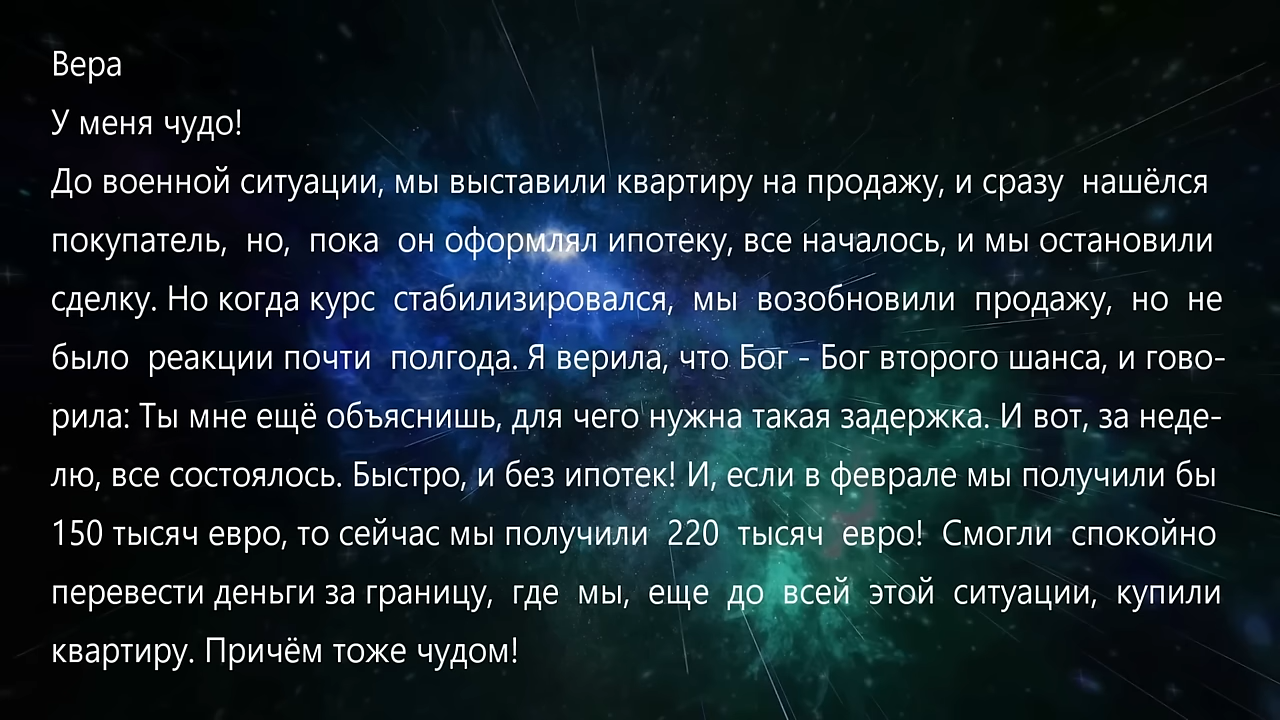 Вера
У меня чудо!
До военной ситуации, мы выставили квартиру на продажу, и сразу нашёлся
покупатель, но, пока он оформлял ипотеку, все началось, и мы остановили
сделку. Но когда курс стабилизировался, мы возобновили продажу, но не
было реакции почти полгода. Я верила, что Бог - Бог второго шанса, и гово-
рила: Ты мне ещё объяснишь, для чего нужна такая задержка. И вот, за неде-
лю, все состоялось. Быстро, и без ипотек! И, если в феврале мы получили бы
150 тысяч евро, то сейчас мы получили 220 тысяч евро! Смогли спокойно
перевести деньги за границу, где мы, еще до всей этой ситуации, купили
квартиру. Причём тоже чудом!